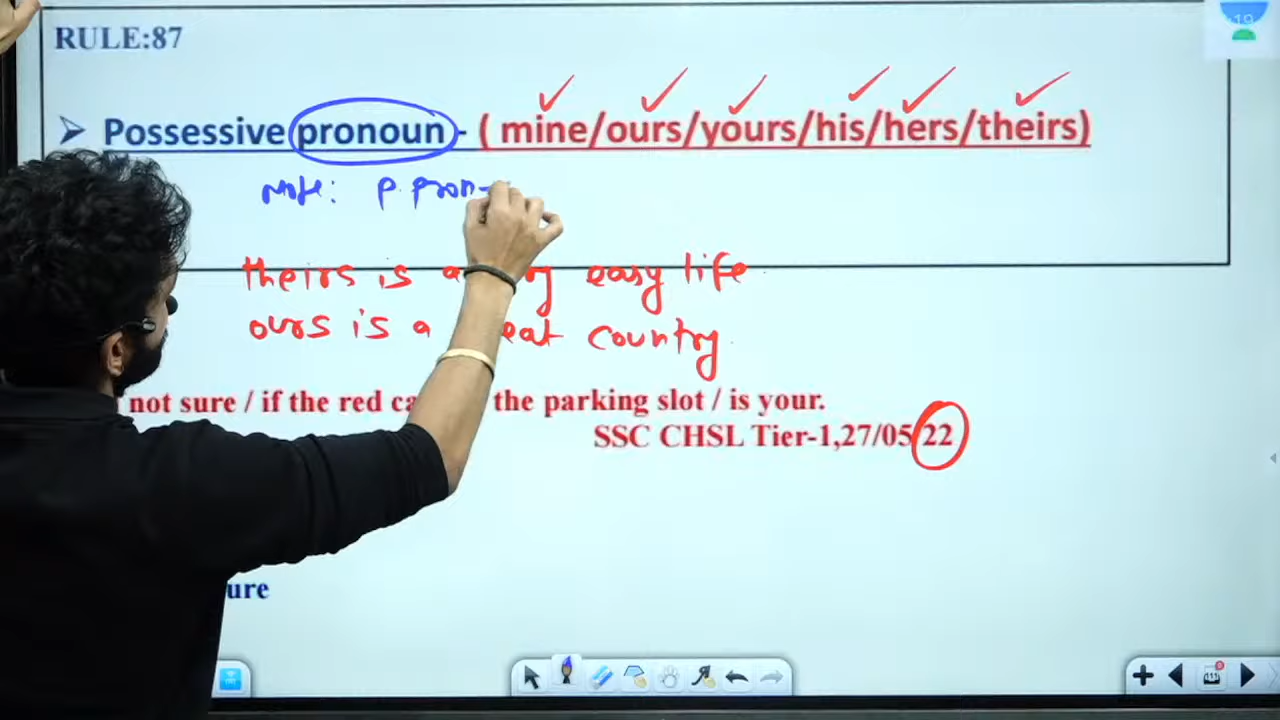 RULE:87
➤ Possessive pronoun - ( mine/ours/yours/his/hers/theirs)
Note: P. pron
theirs is easy life
ours is a country
not sure / if the red the parking slot / is your.
SSC CHSL Tier-1,27/05 22
ure